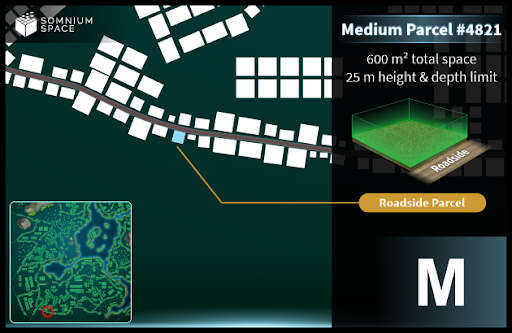 SOMNIUM
SPACE
Medium Parcel #4821
600 m² total space
25 m height & depth limit
Roadside
Roadside Parcel
M